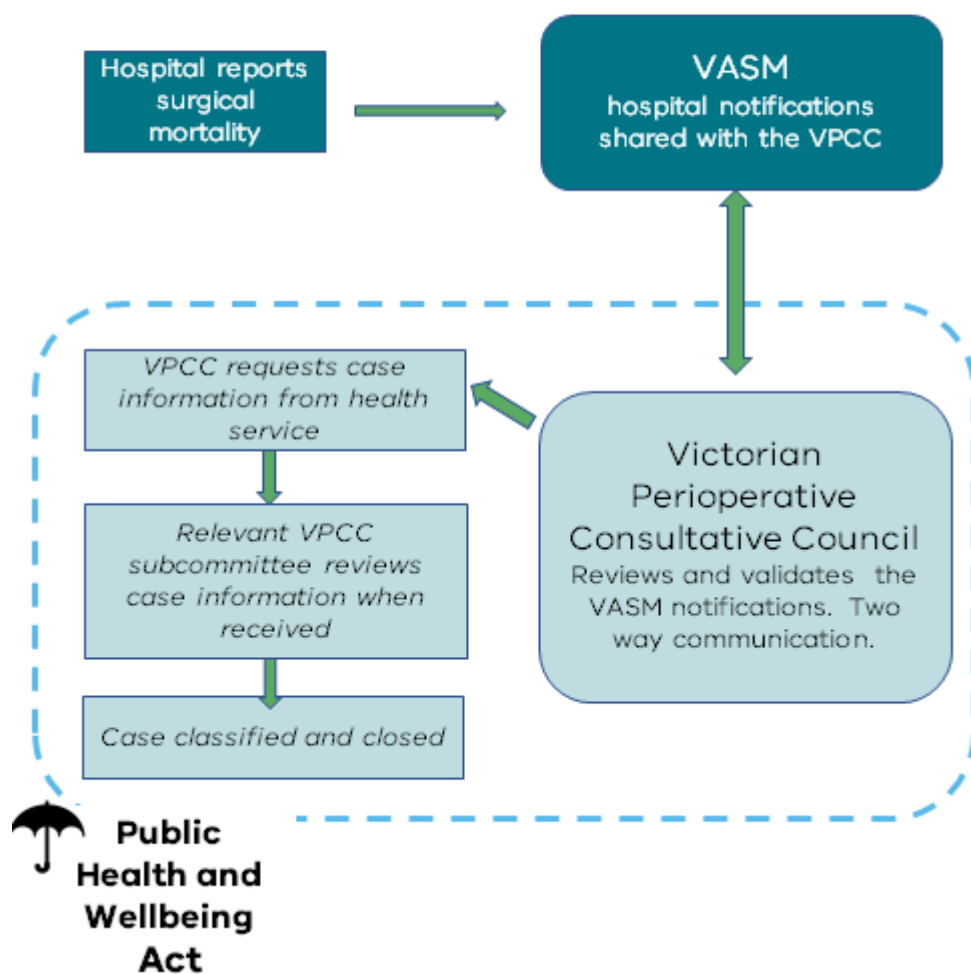 Hospital reports
surgical
mortality
VASM
hospital notifications
shared with the VPCC
VPCC requests case
information from health
service
Relevant VPCC
subcommittee reviews
case information when
received
Case classified and closed
Victorian
Perioperative
Consultative Council
Reviews and validates the
VASM notifications. Two
way communication.
Public
Health and
Wellbeing
Act